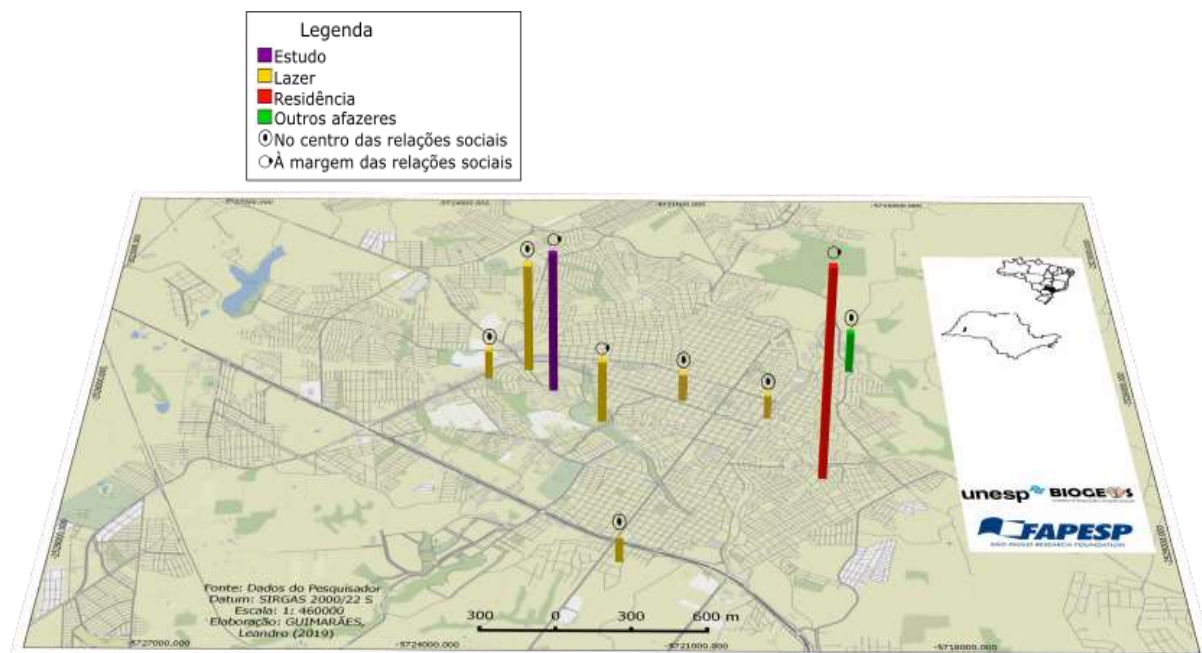 Legenda
Estudo
Lazer
Residência
Outros afazeres
No centro das relações sociais
À margem das relações sociais
-5724000.000
unesp BIOGEOS
FAPESP
SÃO PAULO RESEARCH FOUNDATION
Fonte: Dados do Pesquisador
Datum: SIRGAS 2000/22 S
Escala: 1: 460000
Elaboração: GUIMARÃES,
Leandro (2019)
300 0 300 600 m
-5727000.000 -5724000.000 -5721000.000 -5718000.000